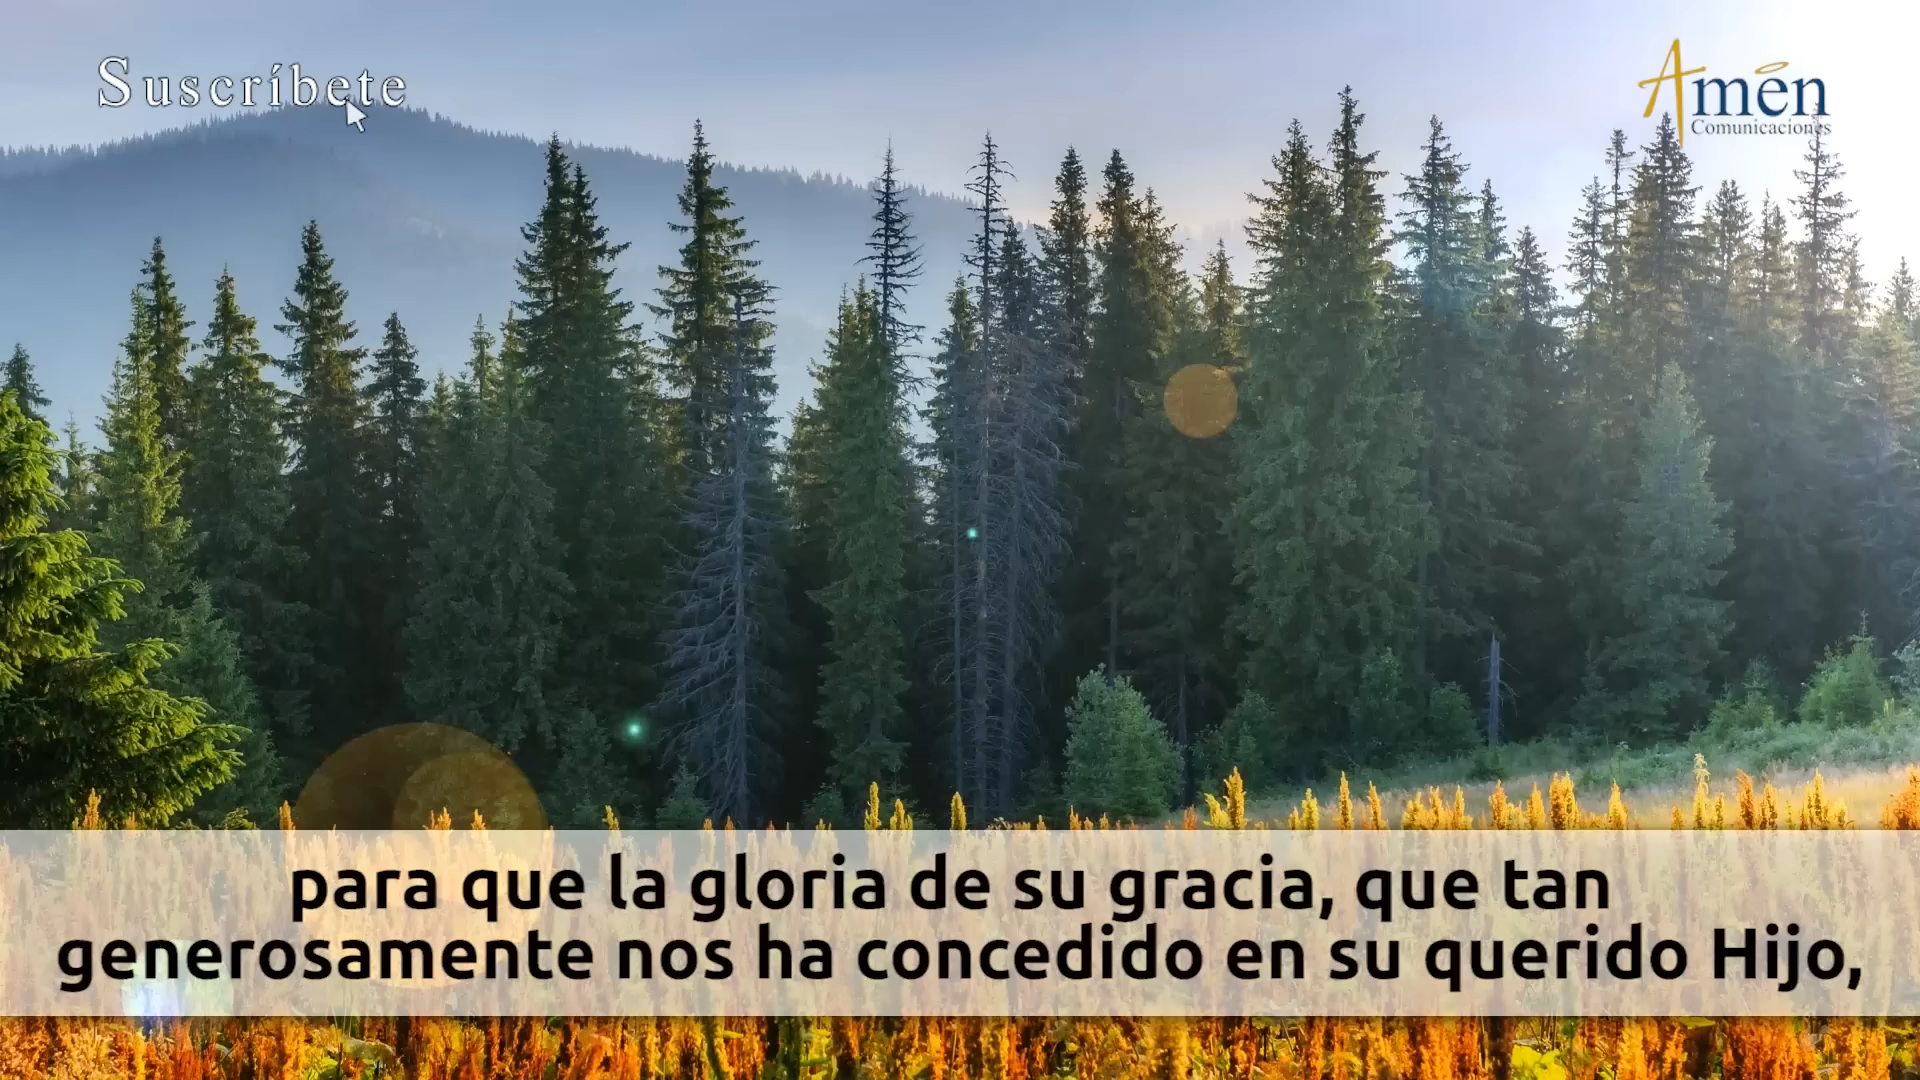 Suscríbete
Amén
Comunicaciones
para que la gloria de su gracia, que tan
generosamente nos ha concedido en su querido Hijo,